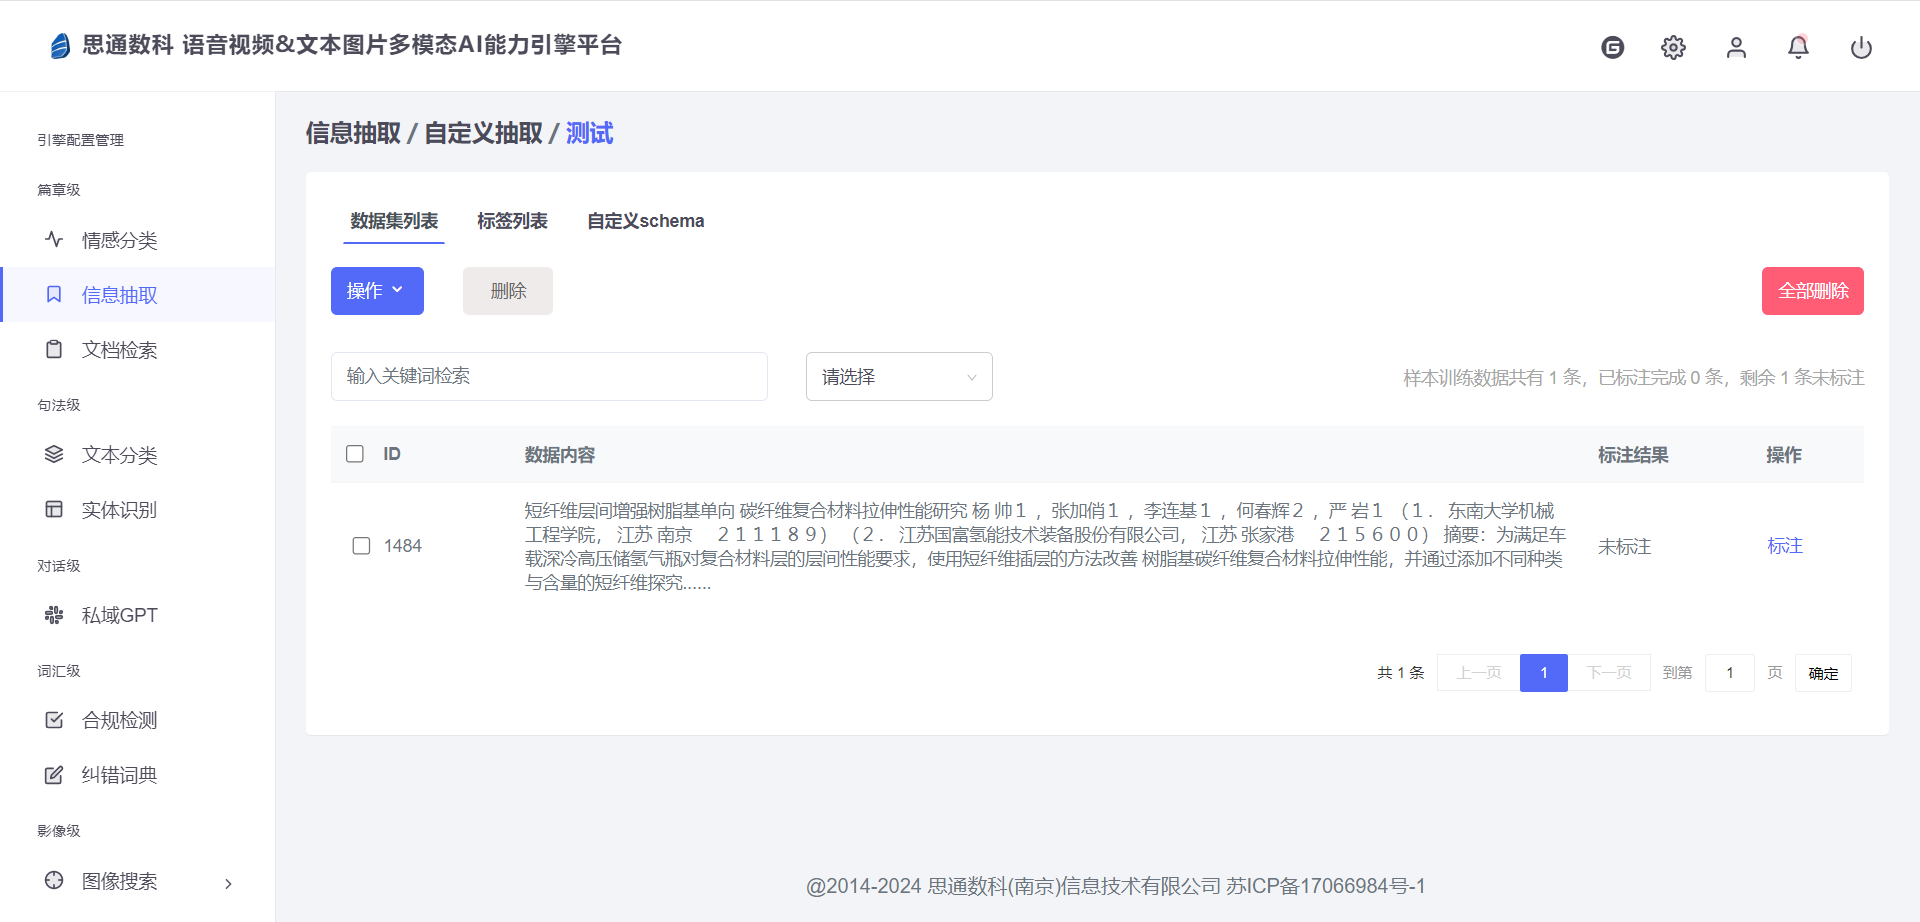 思通数科 语音视频&文本图片多模态AI能力引擎平台
引擎配置管理
篇章级
情感分类
信息抽取
文档检索
句法级
文本分类
实体识别
对话级
私域GPT
词汇级
合规检测
纠错词典
影像级
图像搜索
信息抽取 / 自定义抽取 / 测试
数据集列表 标签列表 自定义schema
操作 删除 全部删除
输入关键词检索 请选择 样本训练数据共有 1 条，已标注完成 0 条，剩余 1 条未标注
ID 数据内容 标注结果 操作
短纤维层间增强树脂基单向 碳纤维复合材料拉伸性能研究 杨 帅１ ，张加俏１ ，李连基１ ，何春辉２ ，严 岩１ （１． 东南大学机械
工程学院， 江苏 南京 ２１１１８９） （２． 江苏国富氢能技术装备股份有限公司， 江苏 张家港 ２１５６００） 摘要：为满足车
载深冷高压储氢气瓶对复合材料层的层间性能要求，使用短纤维插层的方法改善 树脂基碳纤维复合材料拉伸性能，并通过添加不同种类
与含量的短纤维探究......
1484 未标注 标注
共 1 条 上一页 1 下一页 到第 1 页 确定
@2014-2024 思通数科(南京)信息技术有限公司 苏ICP备17066984号-1